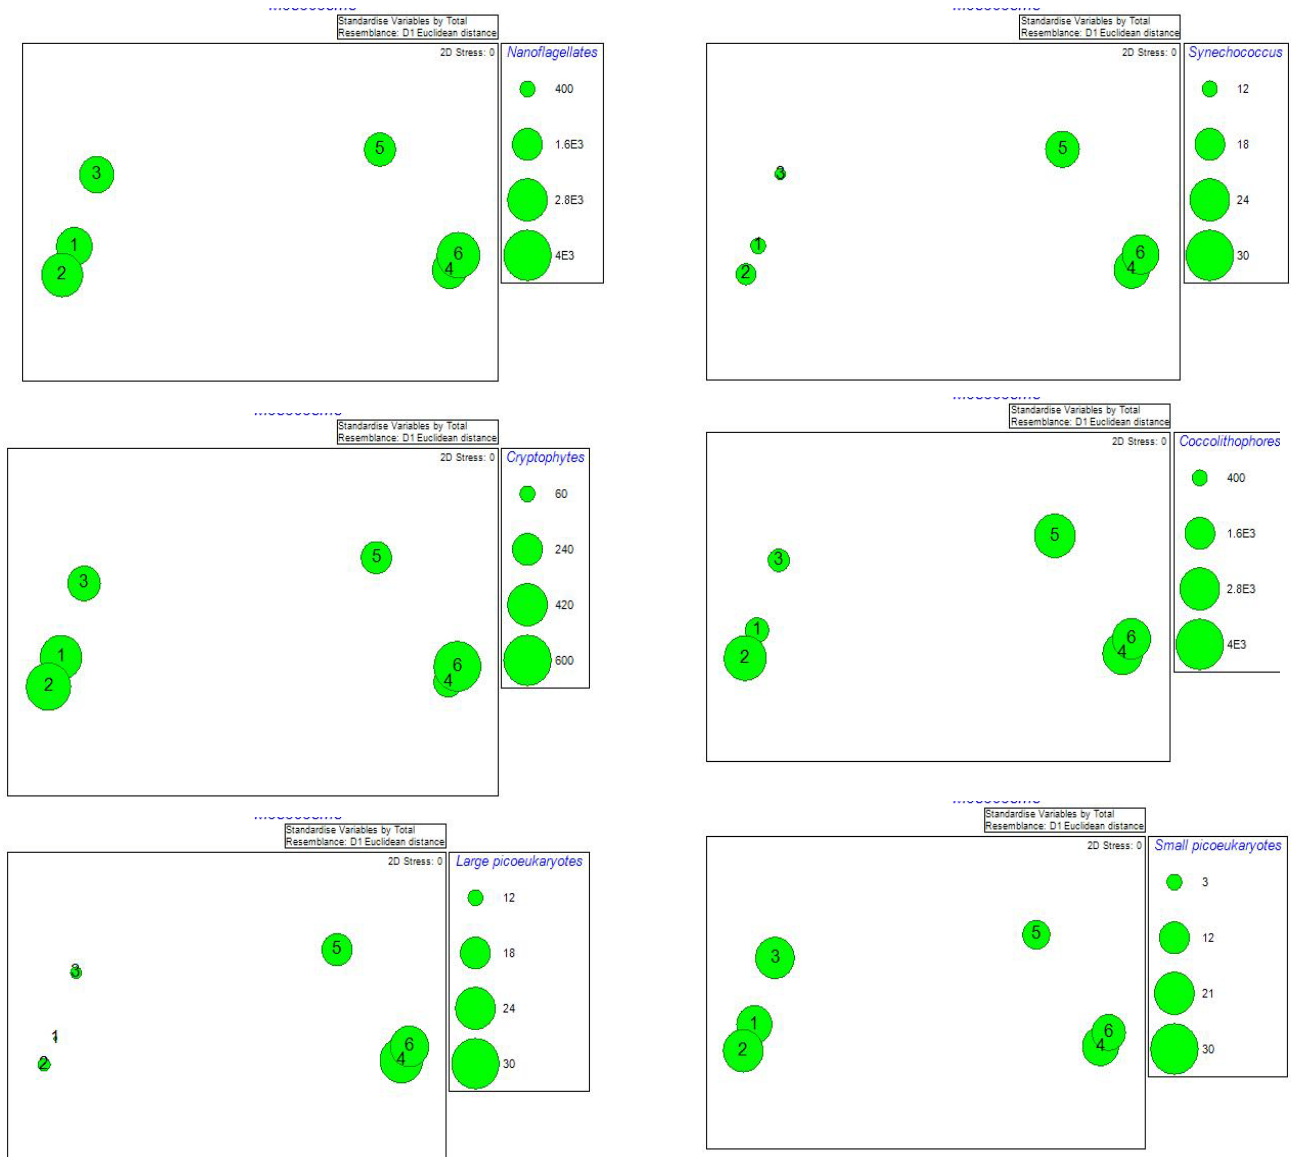 Standardise Variables by Total
Resemblance: D1 Euclidean distance
2D Stress: 0
Nanoflagellates
400
1.6E3
2.8E3
4E3
5
3
1
2
6
4
Standardise Variables by Total
Resemblance: D1 Euclidean distance
2D Stress: 0
Synechococcus
12
18
24
30
5
3
1
2
6
4
Standardise Variables by Total
Resemblance: D1 Euclidean distance
2D Stress: 0
Cryptophytes
60
240
420
600
5
3
1
2
6
4
Standardise Variables by Total
Resemblance: D1 Euclidean distance
2D Stress: 0
Coccolithophores
400
1.6E3
2.8E3
4E3
5
3
1
2
6
4
Standardise Variables by Total
Resemblance: D1 Euclidean distance
2D Stress: 0
Large picoeukaryotes
12
18
24
30
5
3
1
2
6
4
Standardise Variables by Total
Resemblance: D1 Euclidean distance
2D Stress: 0
Small picoeukaryotes
3
12
21
30
5
3
1
2
6
4